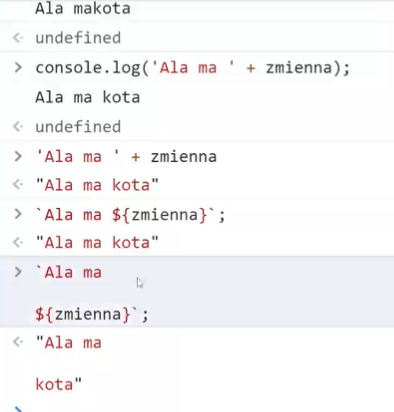 Ala makota
undefined
console.log('Ala ma ' + zmienna);
Ala ma kota
undefined
'Ala ma ' + zmienna
"Ala ma kota"
`Ala ma ${zmienna}`;
"Ala ma kota"
`Ala ma
${zmienna}`;
"Ala ma
kota"